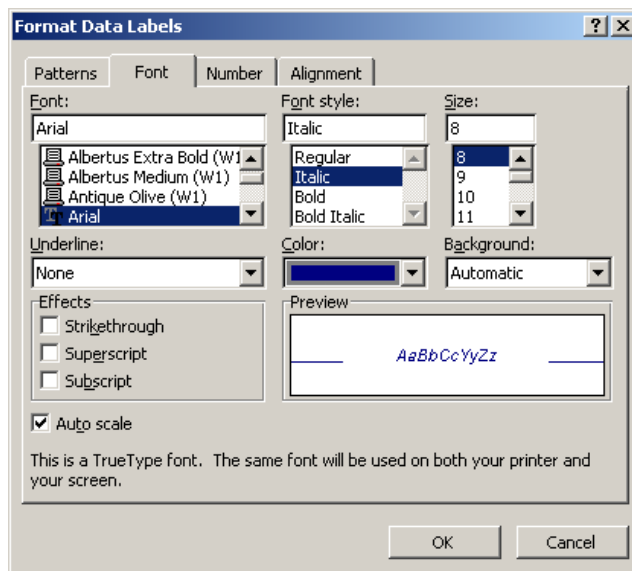 Format Data Labels
Patterns Font Number Alignment
Font: Font style: Size:
Arial Italic 8
Albertus Extra Bold (W1 Regular 8
Albertus Medium (W1) Italic 9
Antique Olive (W1) Bold 10
Arial Bold Italic 11
Underline: Color: Background:
None Automatic
Effects Preview
Strikethrough
Superscript AaBbCcYyZz
Subscript
Auto scale
This is a TrueType font. The same font will be used on both your printer and
your screen.
OK Cancel